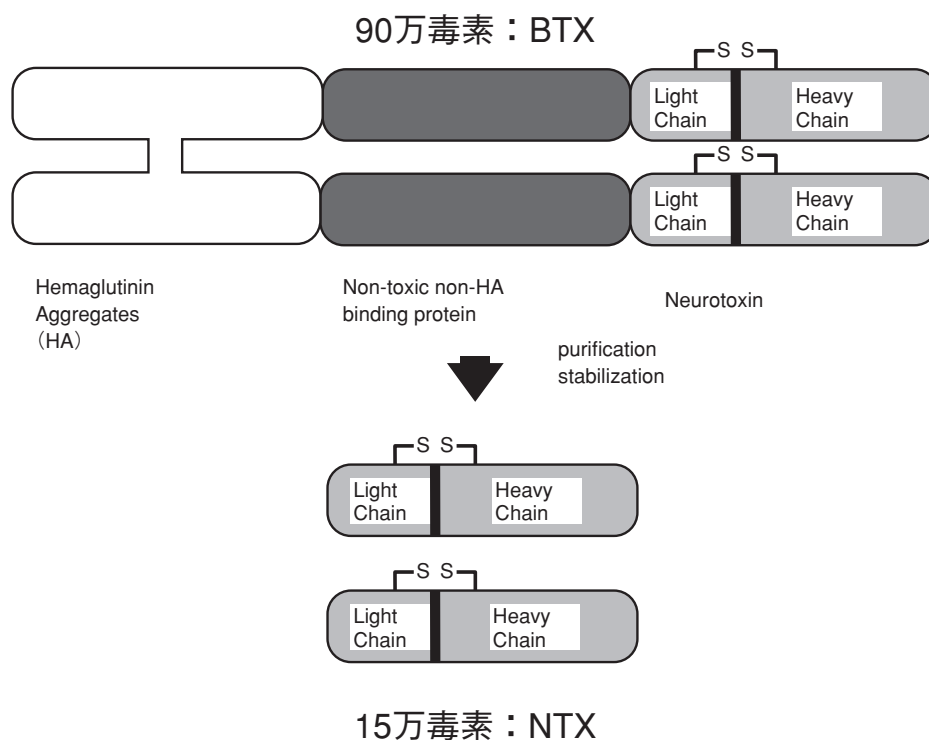 90万毒素：BTX
S S
Light
Chain
Heavy
Chain
S S
Light
Chain
Heavy
Chain
Hemaglutinin
Aggregates
（HA）
Non-toxic non-HA
binding protein
Neurotoxin
purification
stabilization
S S
Light
Chain
Heavy
Chain
S S
Light
Chain
Heavy
Chain
15万毒素：NTX